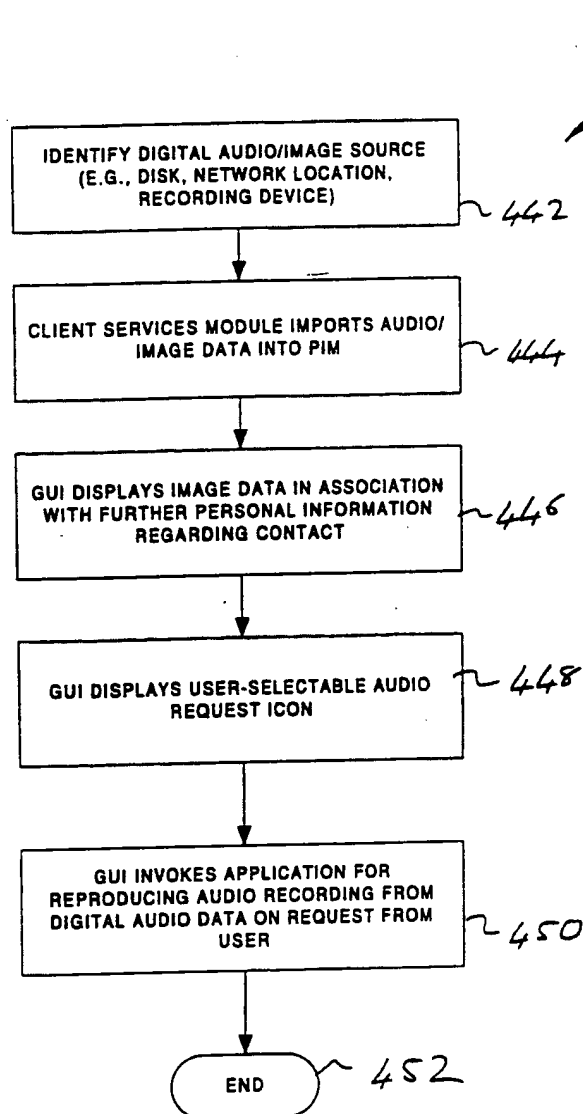 IDENTIFY DIGITAL AUDIO/IMAGE SOURCE
(E.G., DISK, NETWORK LOCATION,
RECORDING DEVICE)
442
CLIENT SERVICES MODULE IMPORTS AUDIO/
IMAGE DATA INTO PIM
444
GUI DISPLAYS IMAGE DATA IN ASSOCIATION
WITH FURTHER PERSONAL INFORMATION
REGARDING CONTACT
446
GUI DISPLAYS USER-SELECTABLE AUDIO
REQUEST ICON
448
GUI INVOKES APPLICATION FOR
REPRODUCING AUDIO RECORDING FROM
DIGITAL AUDIO DATA ON REQUEST FROM
USER
450
END
452